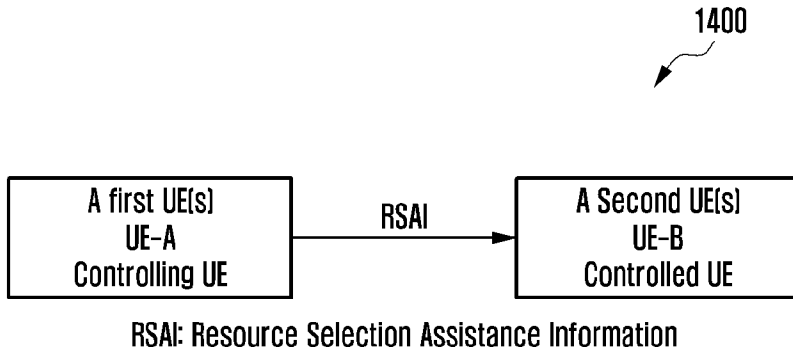 1400
A first UE(s)
UE-A
Controlling UE
RSAI
A Second UE(s)
UE-B
Controlled UE
RSAI: Resource Selection Assistance Information